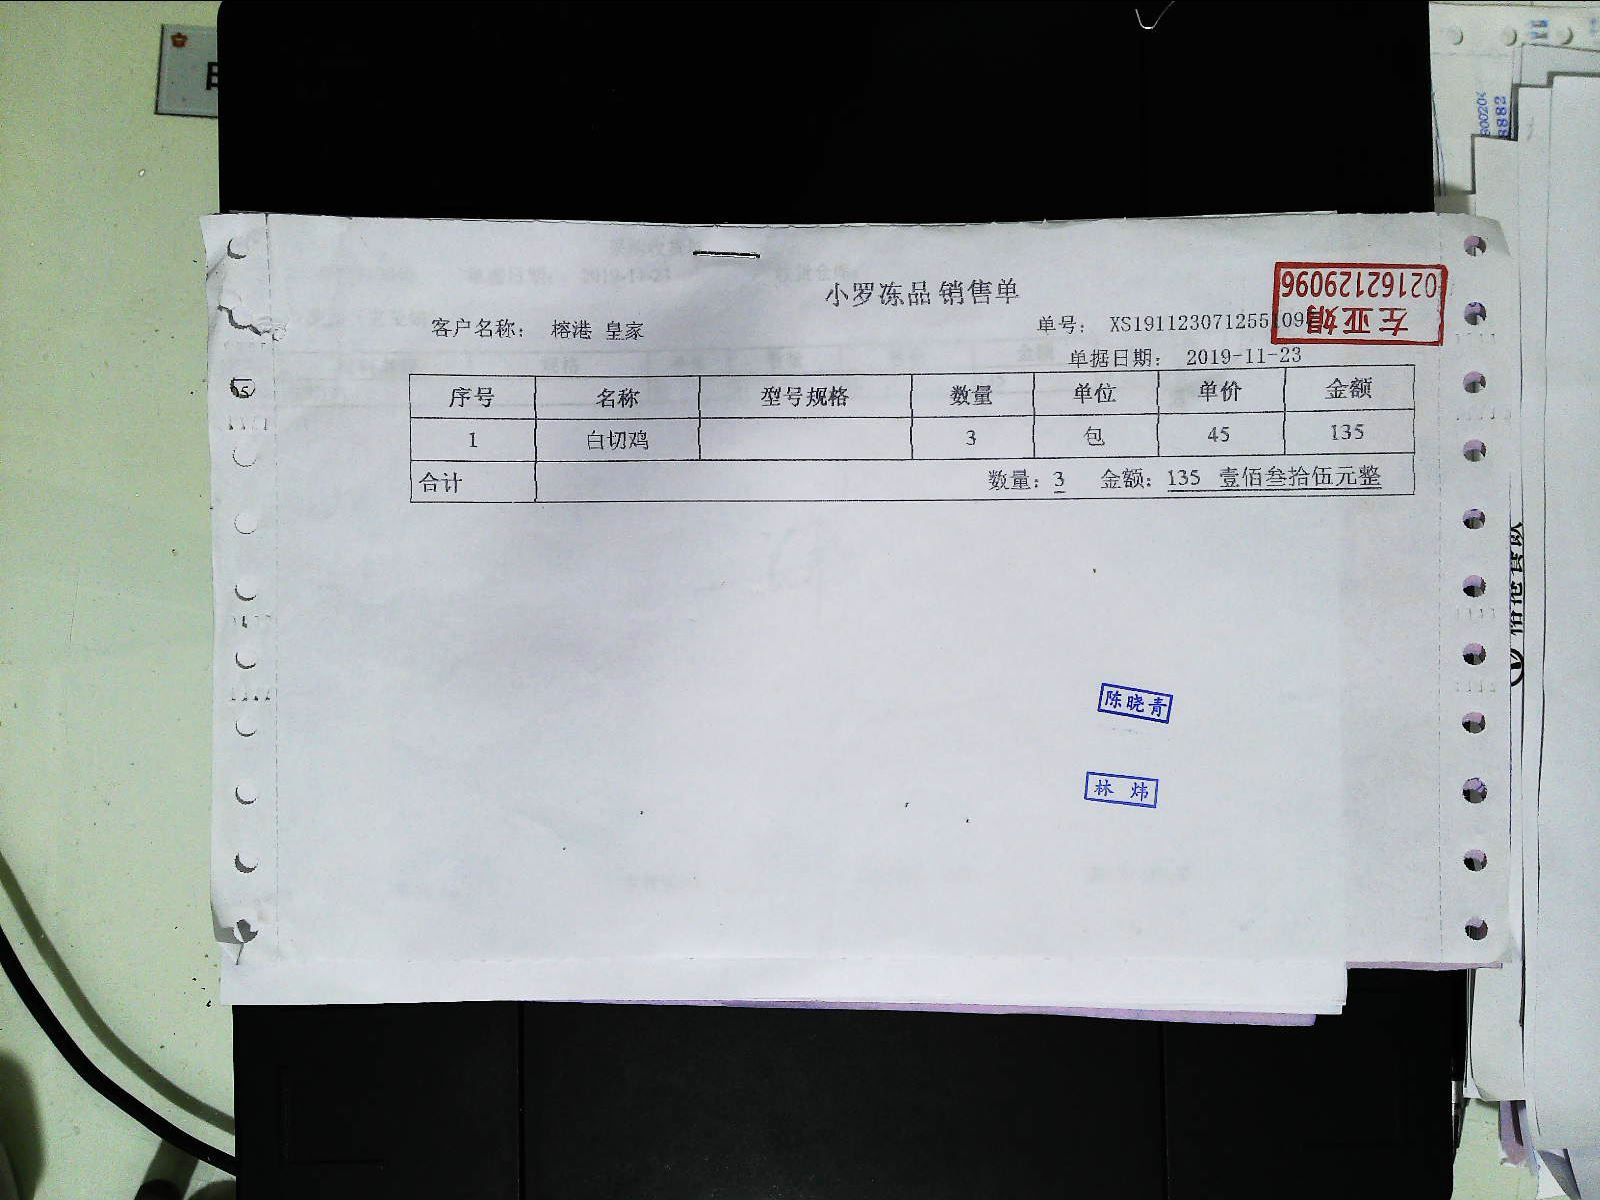 小罗冻品 销售单
客户名称： 榕港 皇家
单号： XS19112307125510
单据日期： 2019-11-23
序号 名称 型号规格 数量 单位 单价 金额
1 白切鸡 3 包 45 135
合计 数量：3 金额：135 壹佰叁拾伍元整
左亚娟
02162129096
陈晓青
林 炜
8882